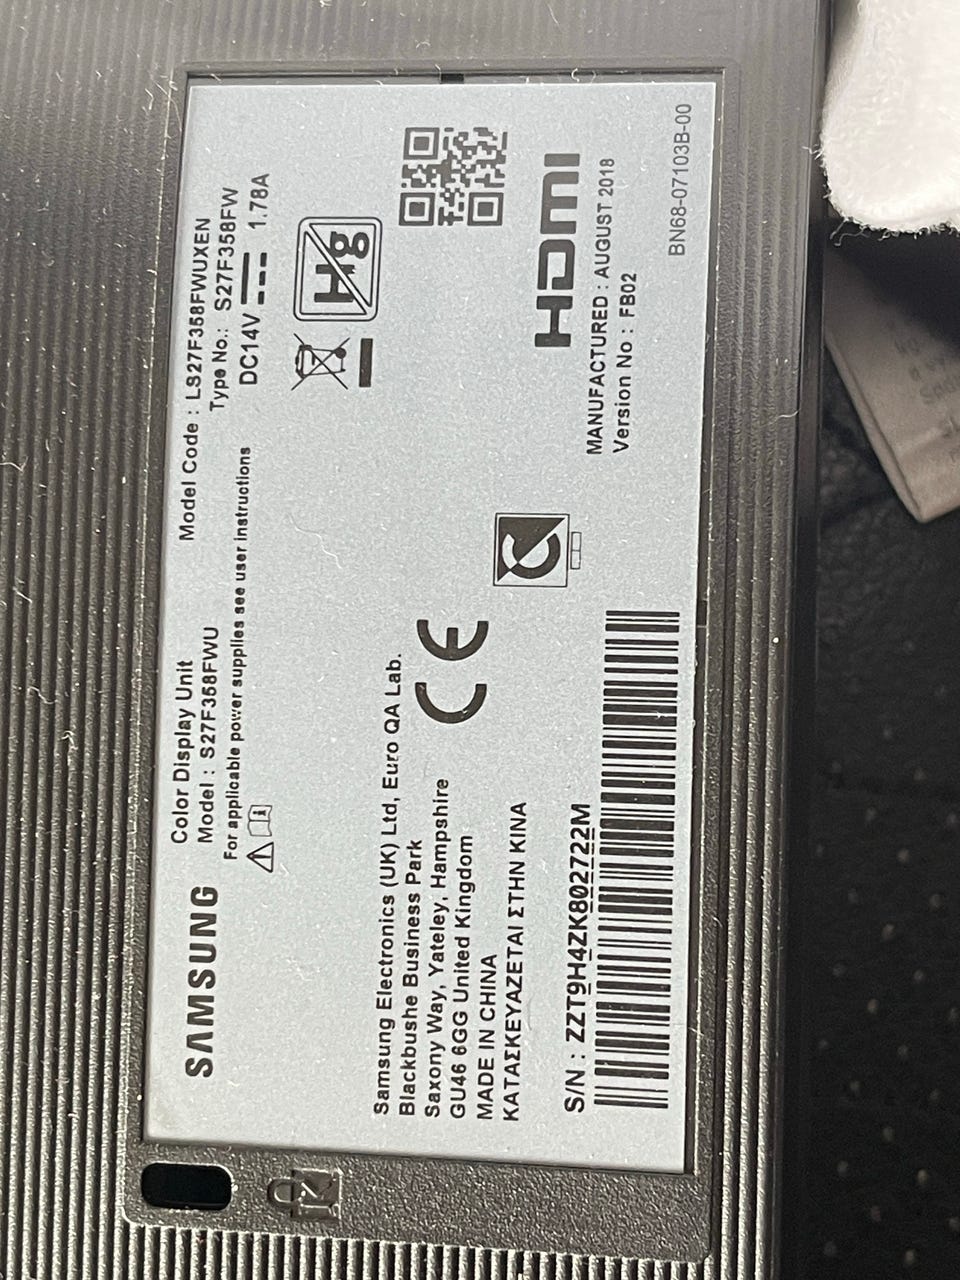 SAMSUNG
Color Display Unit
Model : S27F358FWU
For applicable power supplies see user instructions
Model Code : LS27F358FWUXEN
Type No.: S27F358FW
DC14V 1.78A
Hg
Samsung Electronics (UK) Ltd, Euro QA Lab.
Blackbushe Business Park
Saxony Way, Yateley, Hampshire
GU46 6GG United Kingdom
MADE IN CHINA
ΚΑΤΑΣΚΕΥΑΖΕΤΑΙ ΣΤΗΝ ΚΙΝΑ
CE
HDMI
MANUFACTURED : AUGUST 2018
Version No : FB02
S/N : ZZT9H4ZK802722M
BN68-07103B-00